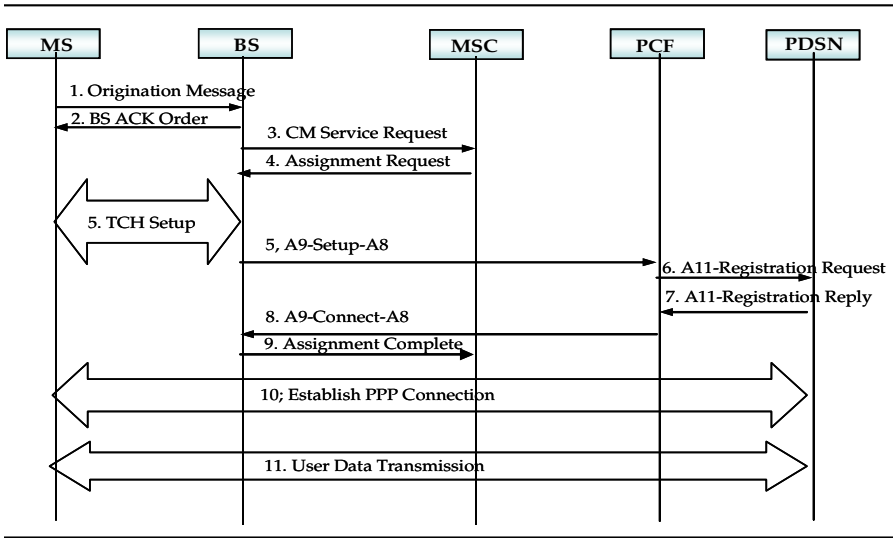 MS
BS
MSC
PCF
PDSN
1. Origination Message
2. BS ACK Order
3. CM Service Request
4. Assignment Request
5. TCH Setup
5, A9-Setup-A8
6. A11-Registration Request
7. A11-Registration Reply
8. A9-Connect-A8
9. Assignment Complete
10; Establish PPP Connection
11. User Data Transmission